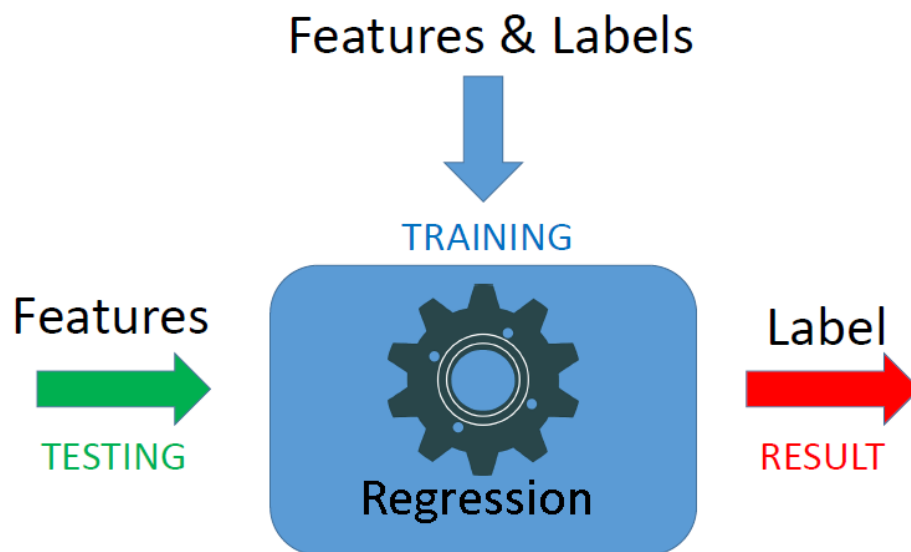 Features & Labels
TRAINING
Features
Label
TESTING
RESULT
Regression